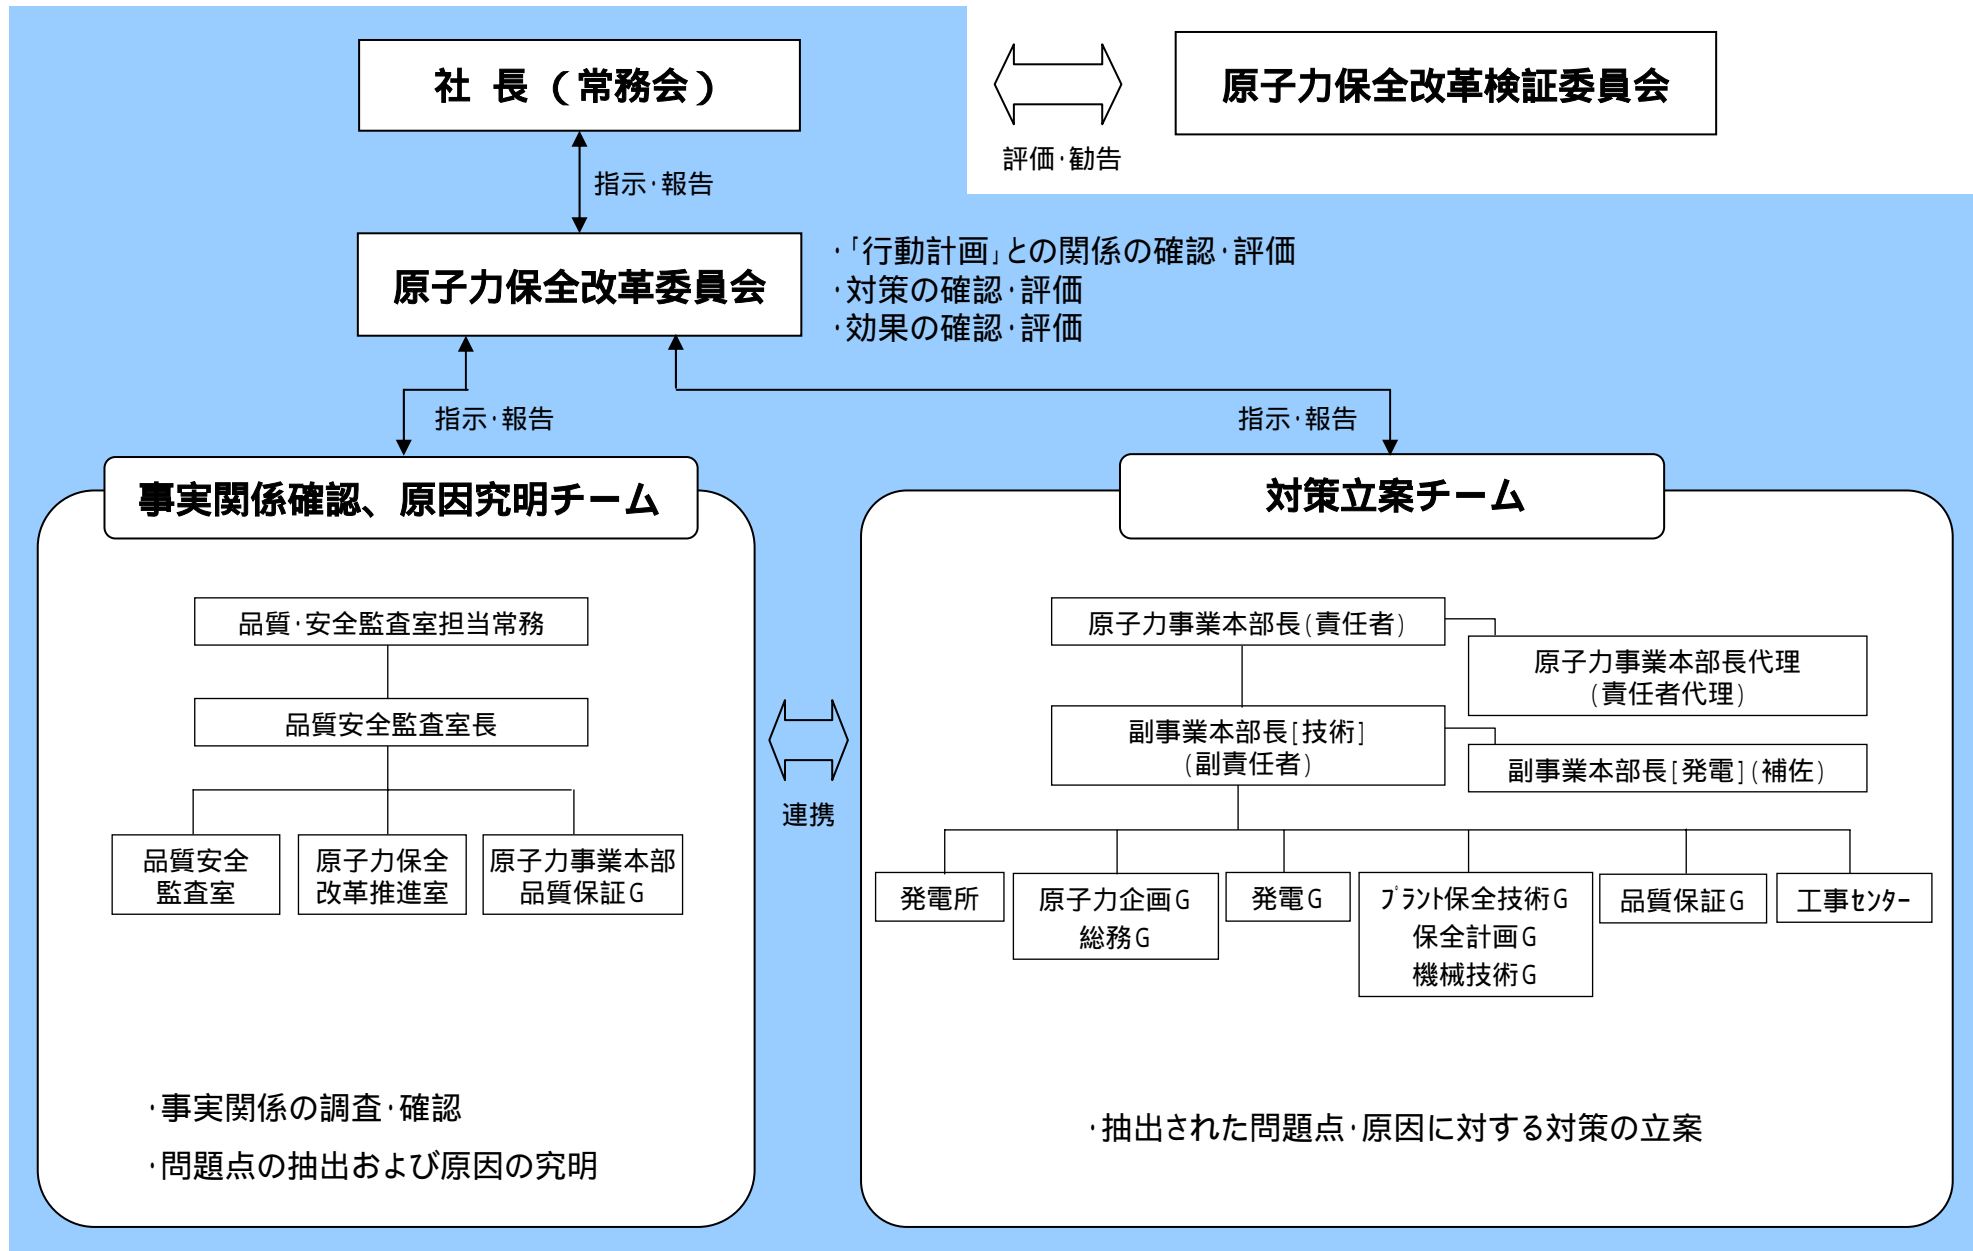 社 長（常務会）
原子力保全改革検証委員会
評価・勧告
指示・報告
原子力保全改革委員会
・「行動計画」との関係の確認・評価
・対策の確認・評価
・効果の確認・評価
指示・報告
指示・報告
事実関係確認、原因究明チーム
品質・安全監査室担当常務
品質安全監査室長
品質安全
監査室
原子力保全
改革推進室
原子力事業本部
品質保証G
・事実関係の調査・確認
・問題点の抽出および原因の究明
連携
対策立案チーム
原子力事業本部長(責任者)
原子力事業本部長代理
(責任者代理)
副事業本部長[技術]
(副責任者)
副事業本部長[発電](補佐)
発電所
原子力企画G
総務G
発電G
ﾌﾟﾗﾝﾄ保全技術G
保全計画G
機械技術G
品質保証G
工事ｾﾝﾀｰ
・抽出された問題点・原因に対する対策の立案